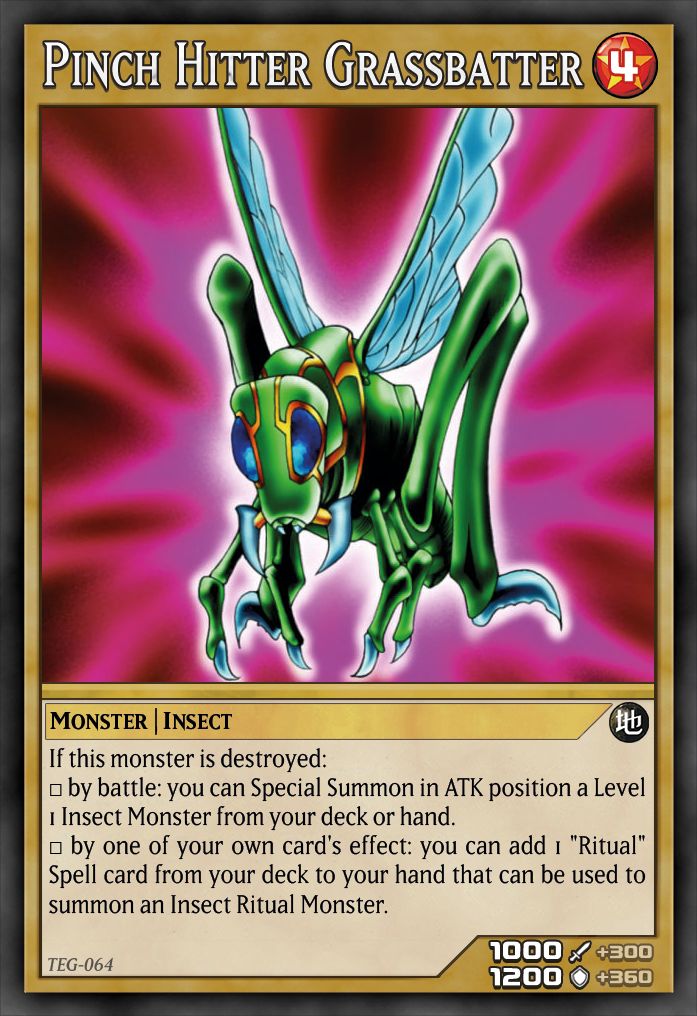 Pinch Hitter Grassbatter 4
Monster | Insect 地
If this monster is destroyed:
□ by battle: you can Special Summon in ATK position a Level
1 Insect Monster from your deck or hand.
□ by one of your own card's effect: you can add 1 "Ritual"
Spell card from your deck to your hand that can be used to
summon an Insect Ritual Monster.
1000 +300
TEG-064
1200 +360